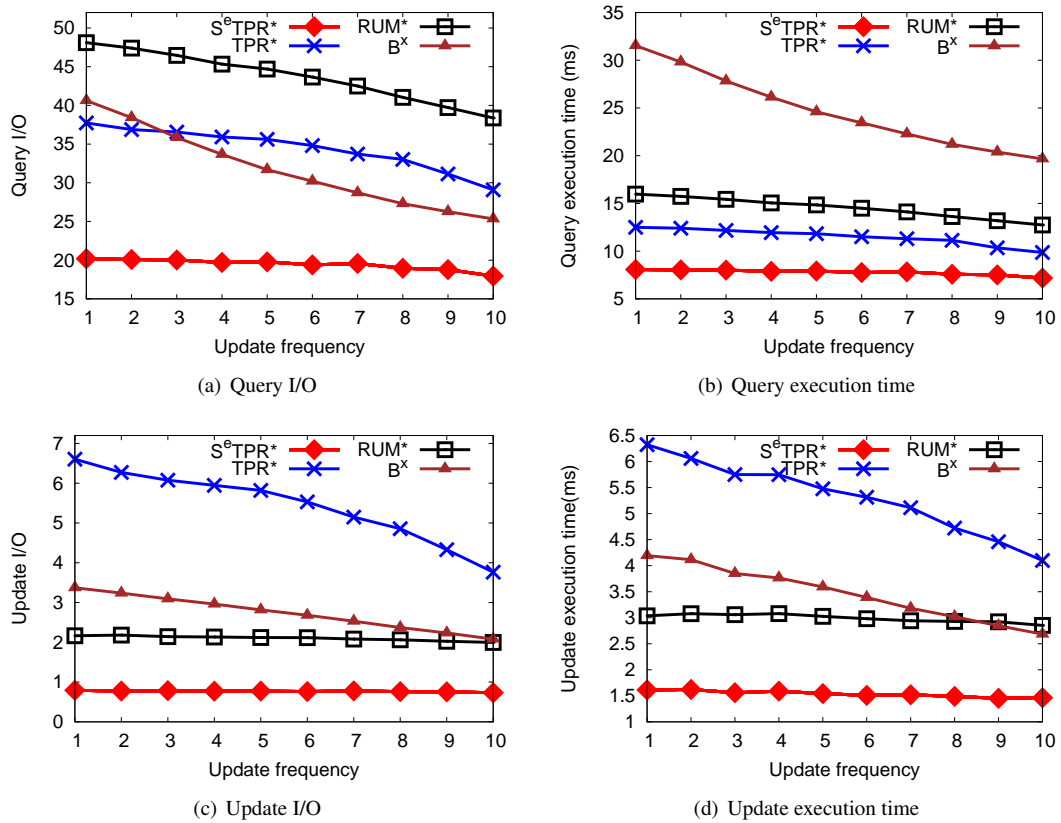 SᵉTPR*
TPR*
RUM*
Bˣ
Query I/O
50
45
40
35
30
25
20
15
1 2 3 4 5 6 7 8 9 10
Update frequency
(a) Query I/O
SᵉTPR*
TPR*
RUM*
Bˣ
Query execution time (ms)
35
30
25
20
15
10
5
1 2 3 4 5 6 7 8 9 10
Update frequency
(b) Query execution time
SᵉTPR*
TPR*
RUM*
Bˣ
Update I/O
7
6
5
4
3
2
1
0
1 2 3 4 5 6 7 8 9 10
Update frequency
(c) Update I/O
SᵉTPR*
TPR*
RUM*
Bˣ
Update execution time(ms)
6.5
6
5.5
5
4.5
4
3.5
3
2.5
2
1.5
1
1 2 3 4 5 6 7 8 9 10
Update frequency
(d) Update execution time